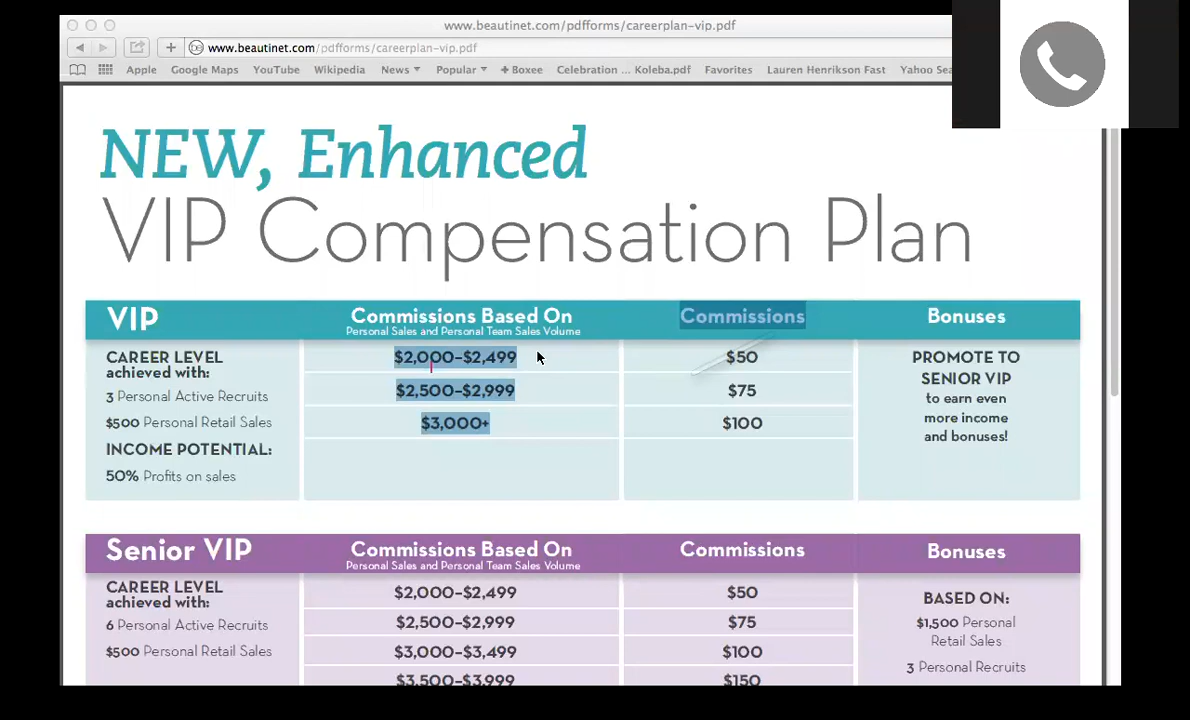 www.beautinet.com/pdfforms/careerplan-vip.pdf
www.beautinet.com/pdfforms/careerplan-vip.pdf
Apple Google Maps YouTube Wikipedia News Popular + Boxee Celebration ... Koleba.pdf Favorites Lauren Henrikson Fast Yahoo Sea
NEW, Enhanced
VIP Compensation Plan
VIP Commissions Based On Commissions Bonuses
Personal Sales and Personal Team Sales Volume
CAREER LEVEL $2,000–$2,499 $50 PROMOTE TO
achieved with: SENIOR VIP
3 Personal Active Recruits $2,500–$2,999 $75 to earn even
more income
$500 Personal Retail Sales $3,000+ $100 and bonuses!
INCOME POTENTIAL:
50% Profits on sales
Senior VIP Commissions Based On Commissions Bonuses
Personal Sales and Personal Team Sales Volume
CAREER LEVEL $2,000–$2,499 $50 BASED ON:
achieved with:
6 Personal Active Recruits $2,500–$2,999 $75 $1,500 Personal
Retail Sales
$500 Personal Retail Sales $3,000–$3,499 $100 3 Personal Recruits
$3,500–$3,999 $150